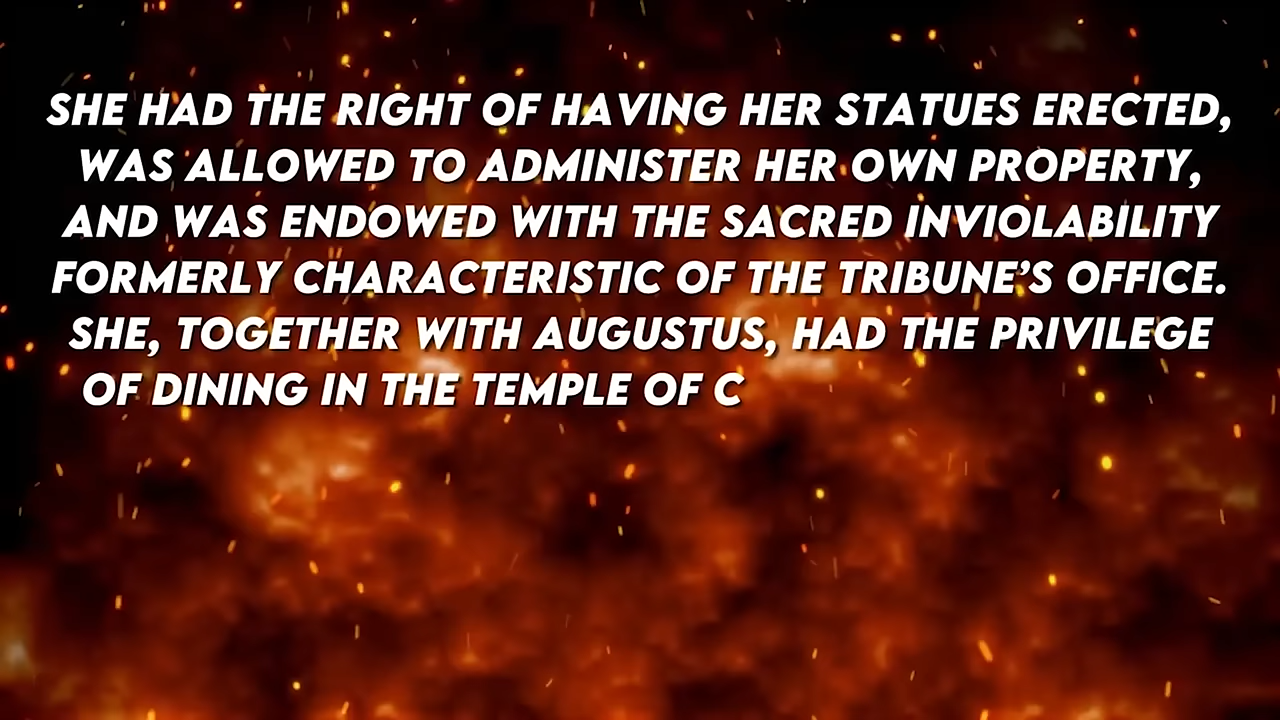 SHE HAD THE RIGHT OF HAVING HER STATUES ERECTED,
WAS ALLOWED TO ADMINISTER HER OWN PROPERTY,
AND WAS ENDOWED WITH THE SACRED INVIOLABILITY
FORMERLY CHARACTERISTIC OF THE TRIBUNE’S OFFICE.
SHE, TOGETHER WITH AUGUSTUS, HAD THE PRIVILEGE
OF DINING IN THE TEMPLE OF C